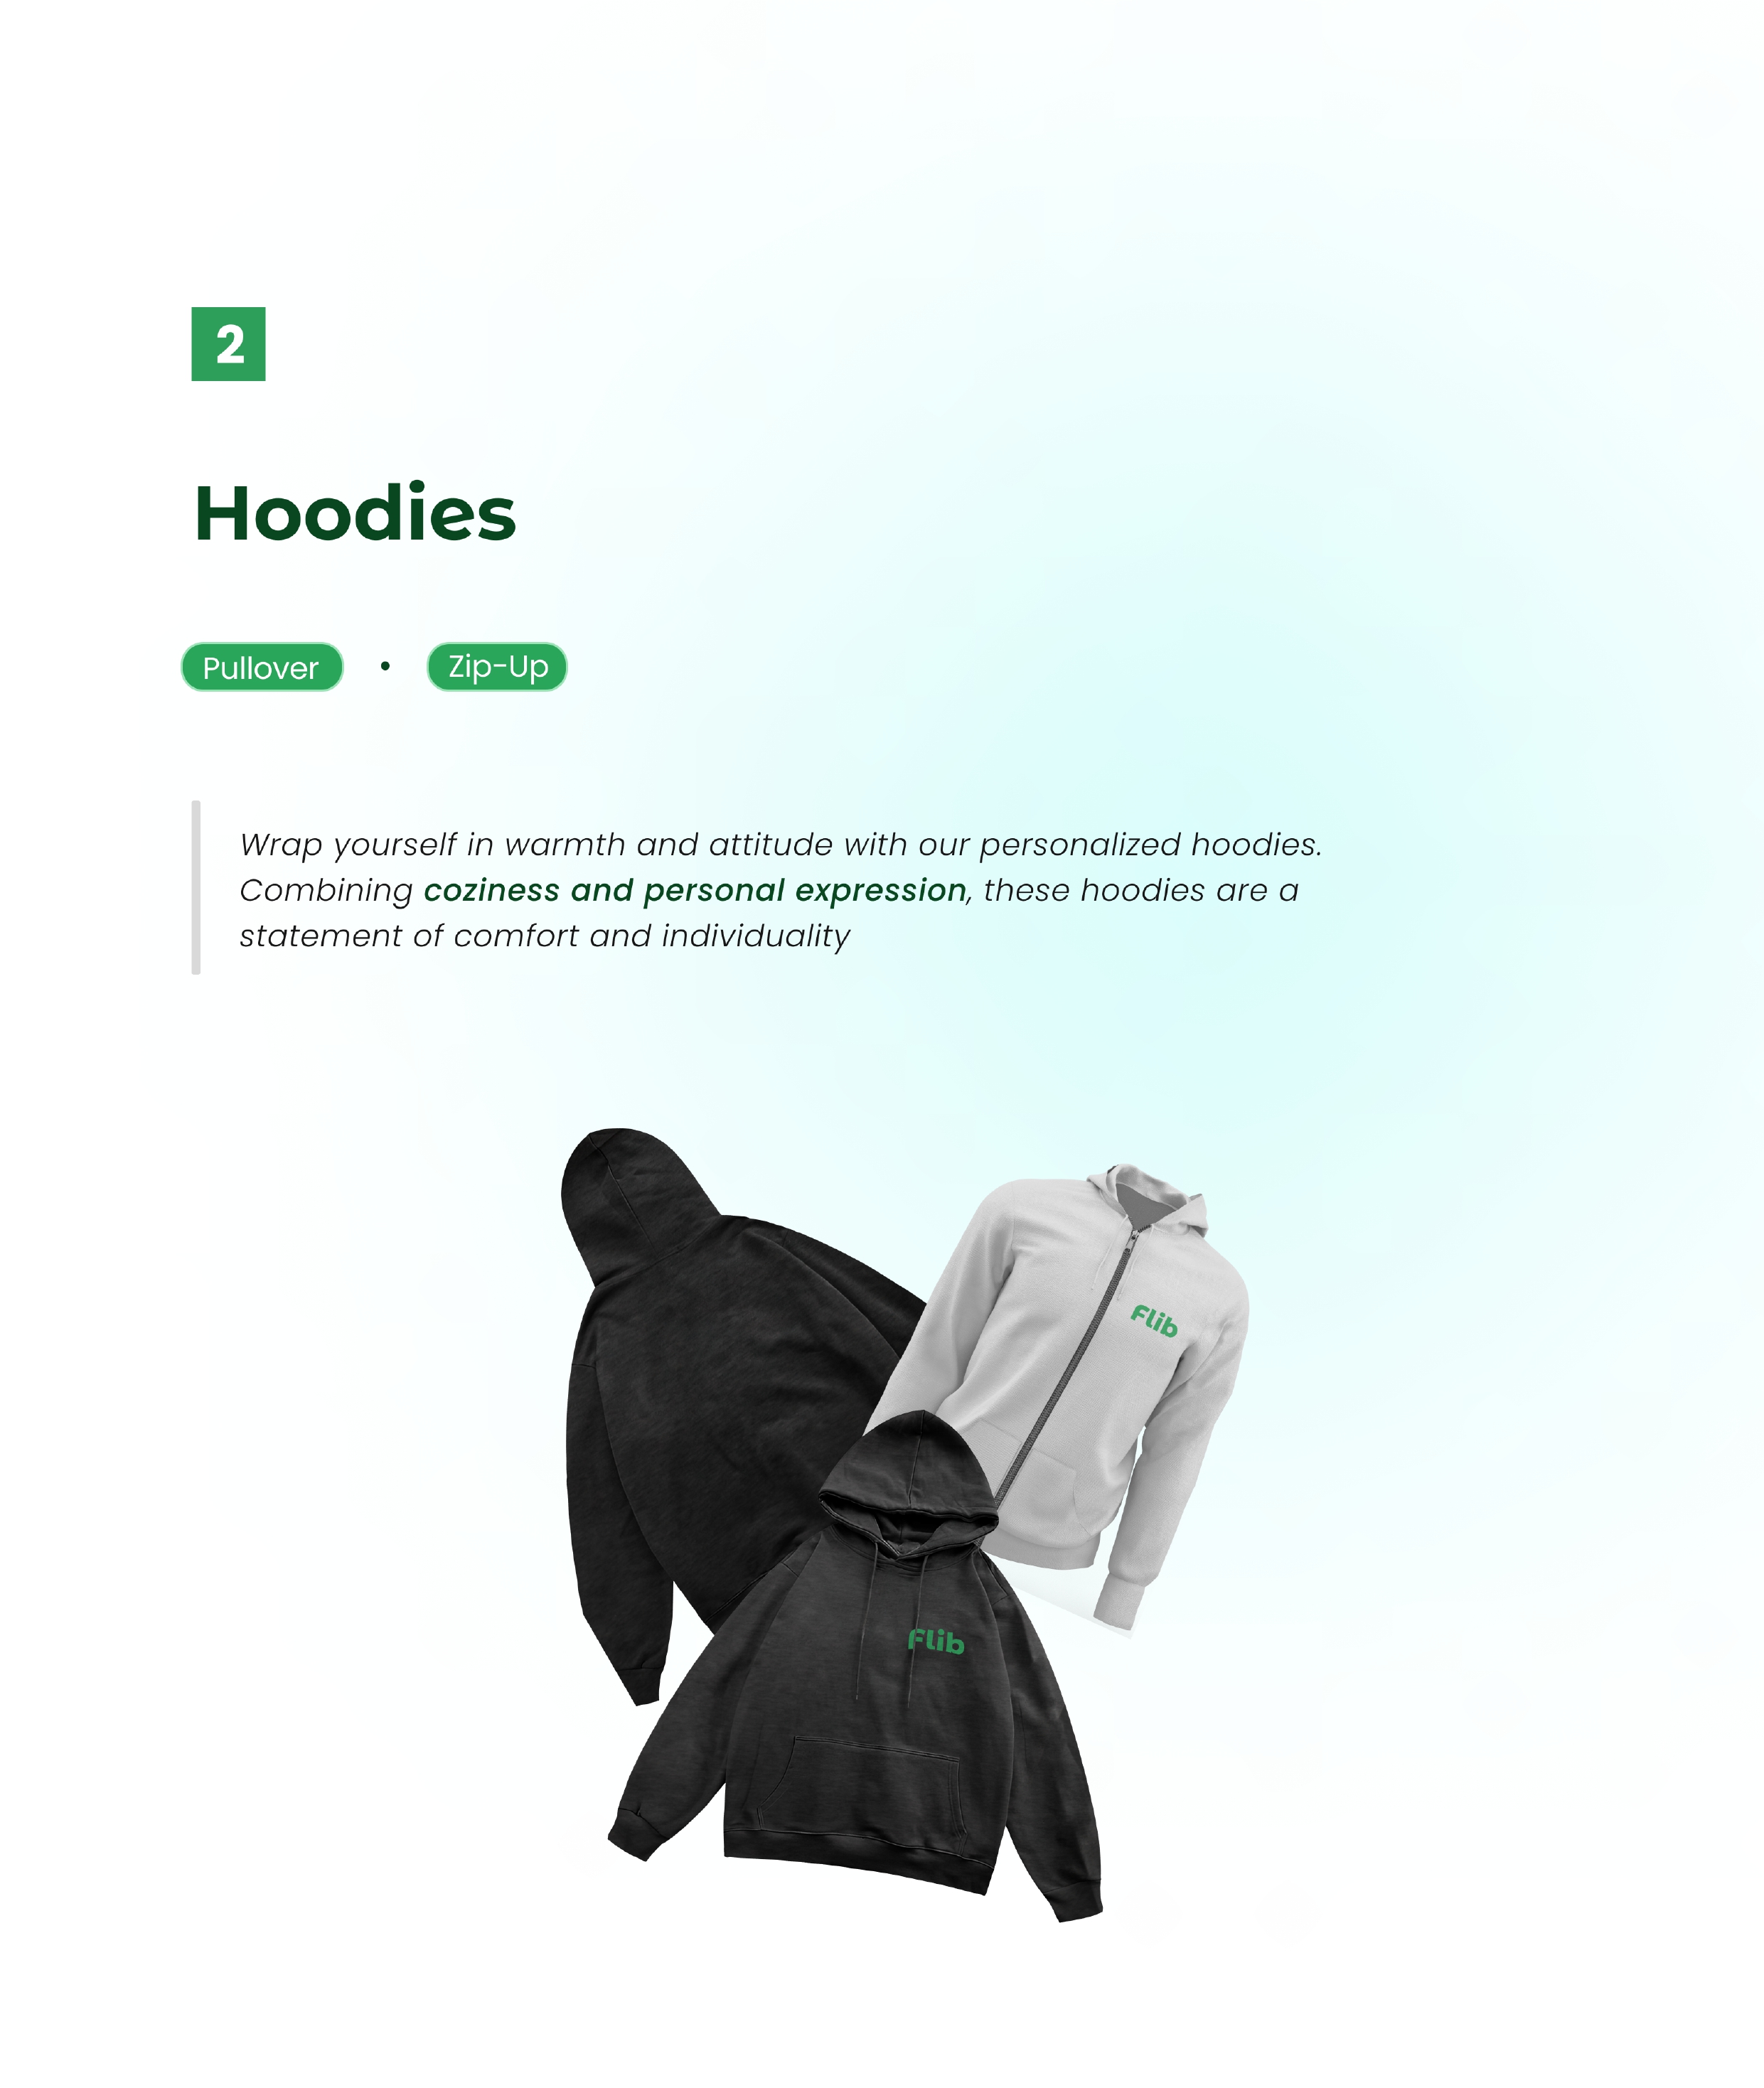 2
Hoodies
Pullover • Zip-Up
Wrap yourself in warmth and attitude with our personalized hoodies.
Combining coziness and personal expression, these hoodies are a
statement of comfort and individuality
Flib
Flib